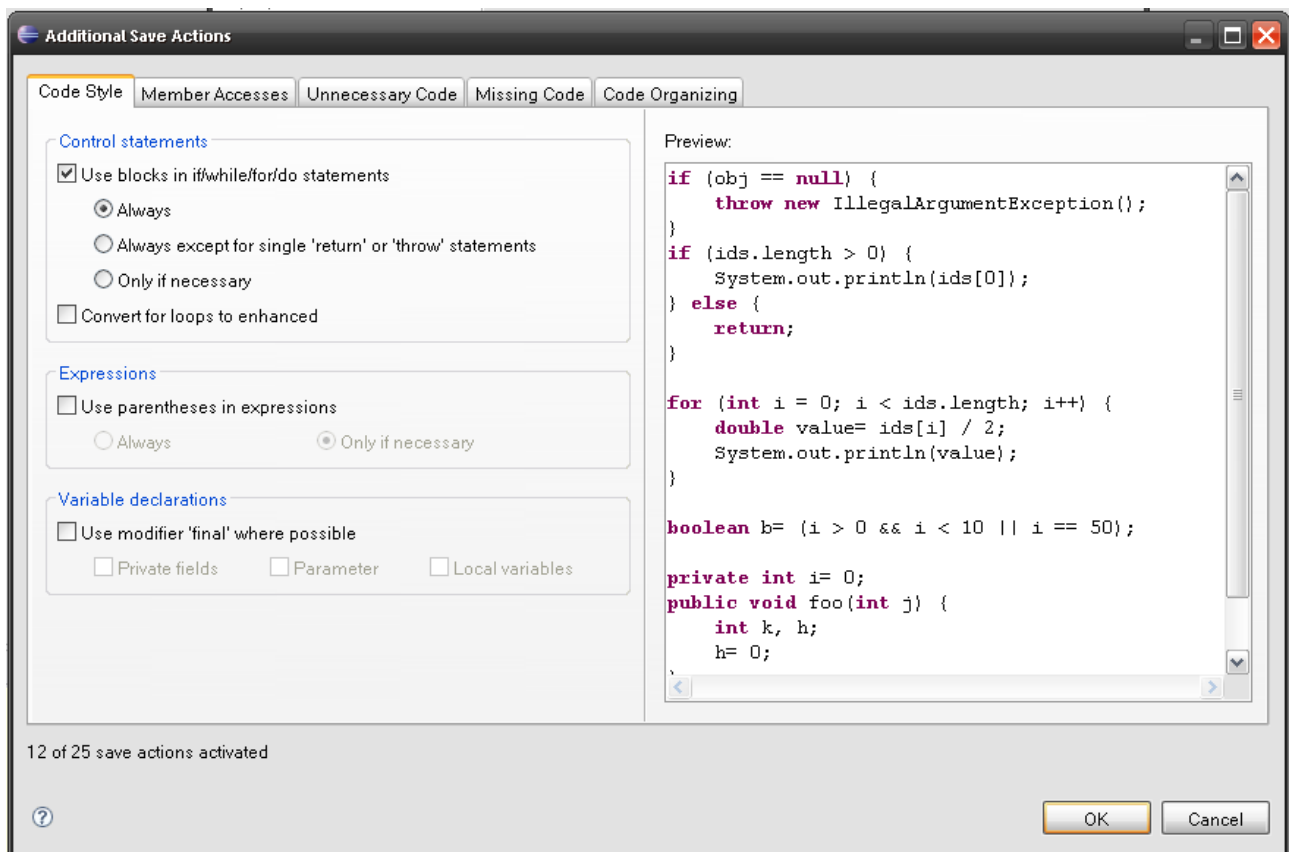 Additional Save Actions
Code Style Member Accesses Unnecessary Code Missing Code Code Organizing
Control statements
Use blocks in if/while/for/do statements
Always
Always except for single 'return' or 'throw' statements
Only if necessary
Convert for loops to enhanced
Expressions
Use parentheses in expressions
Always Only if necessary
Variable declarations
Use modifier 'final' where possible
Private fields Parameter Local variables
Preview:
if (obj == null) {
    throw new IllegalArgumentException();
}
if (ids.length > 0) {
    System.out.println(ids[0]);
} else {
    return;
}
for (int i = 0; i < ids.length; i++) {
    double value= ids[i] / 2;
    System.out.println(value);
}
boolean b= (i > 0 && i < 10 || i == 50);
private int i= 0;
public void foo(int j) {
    int k, h;
    h= 0;
12 of 25 save actions activated
?
OK Cancel